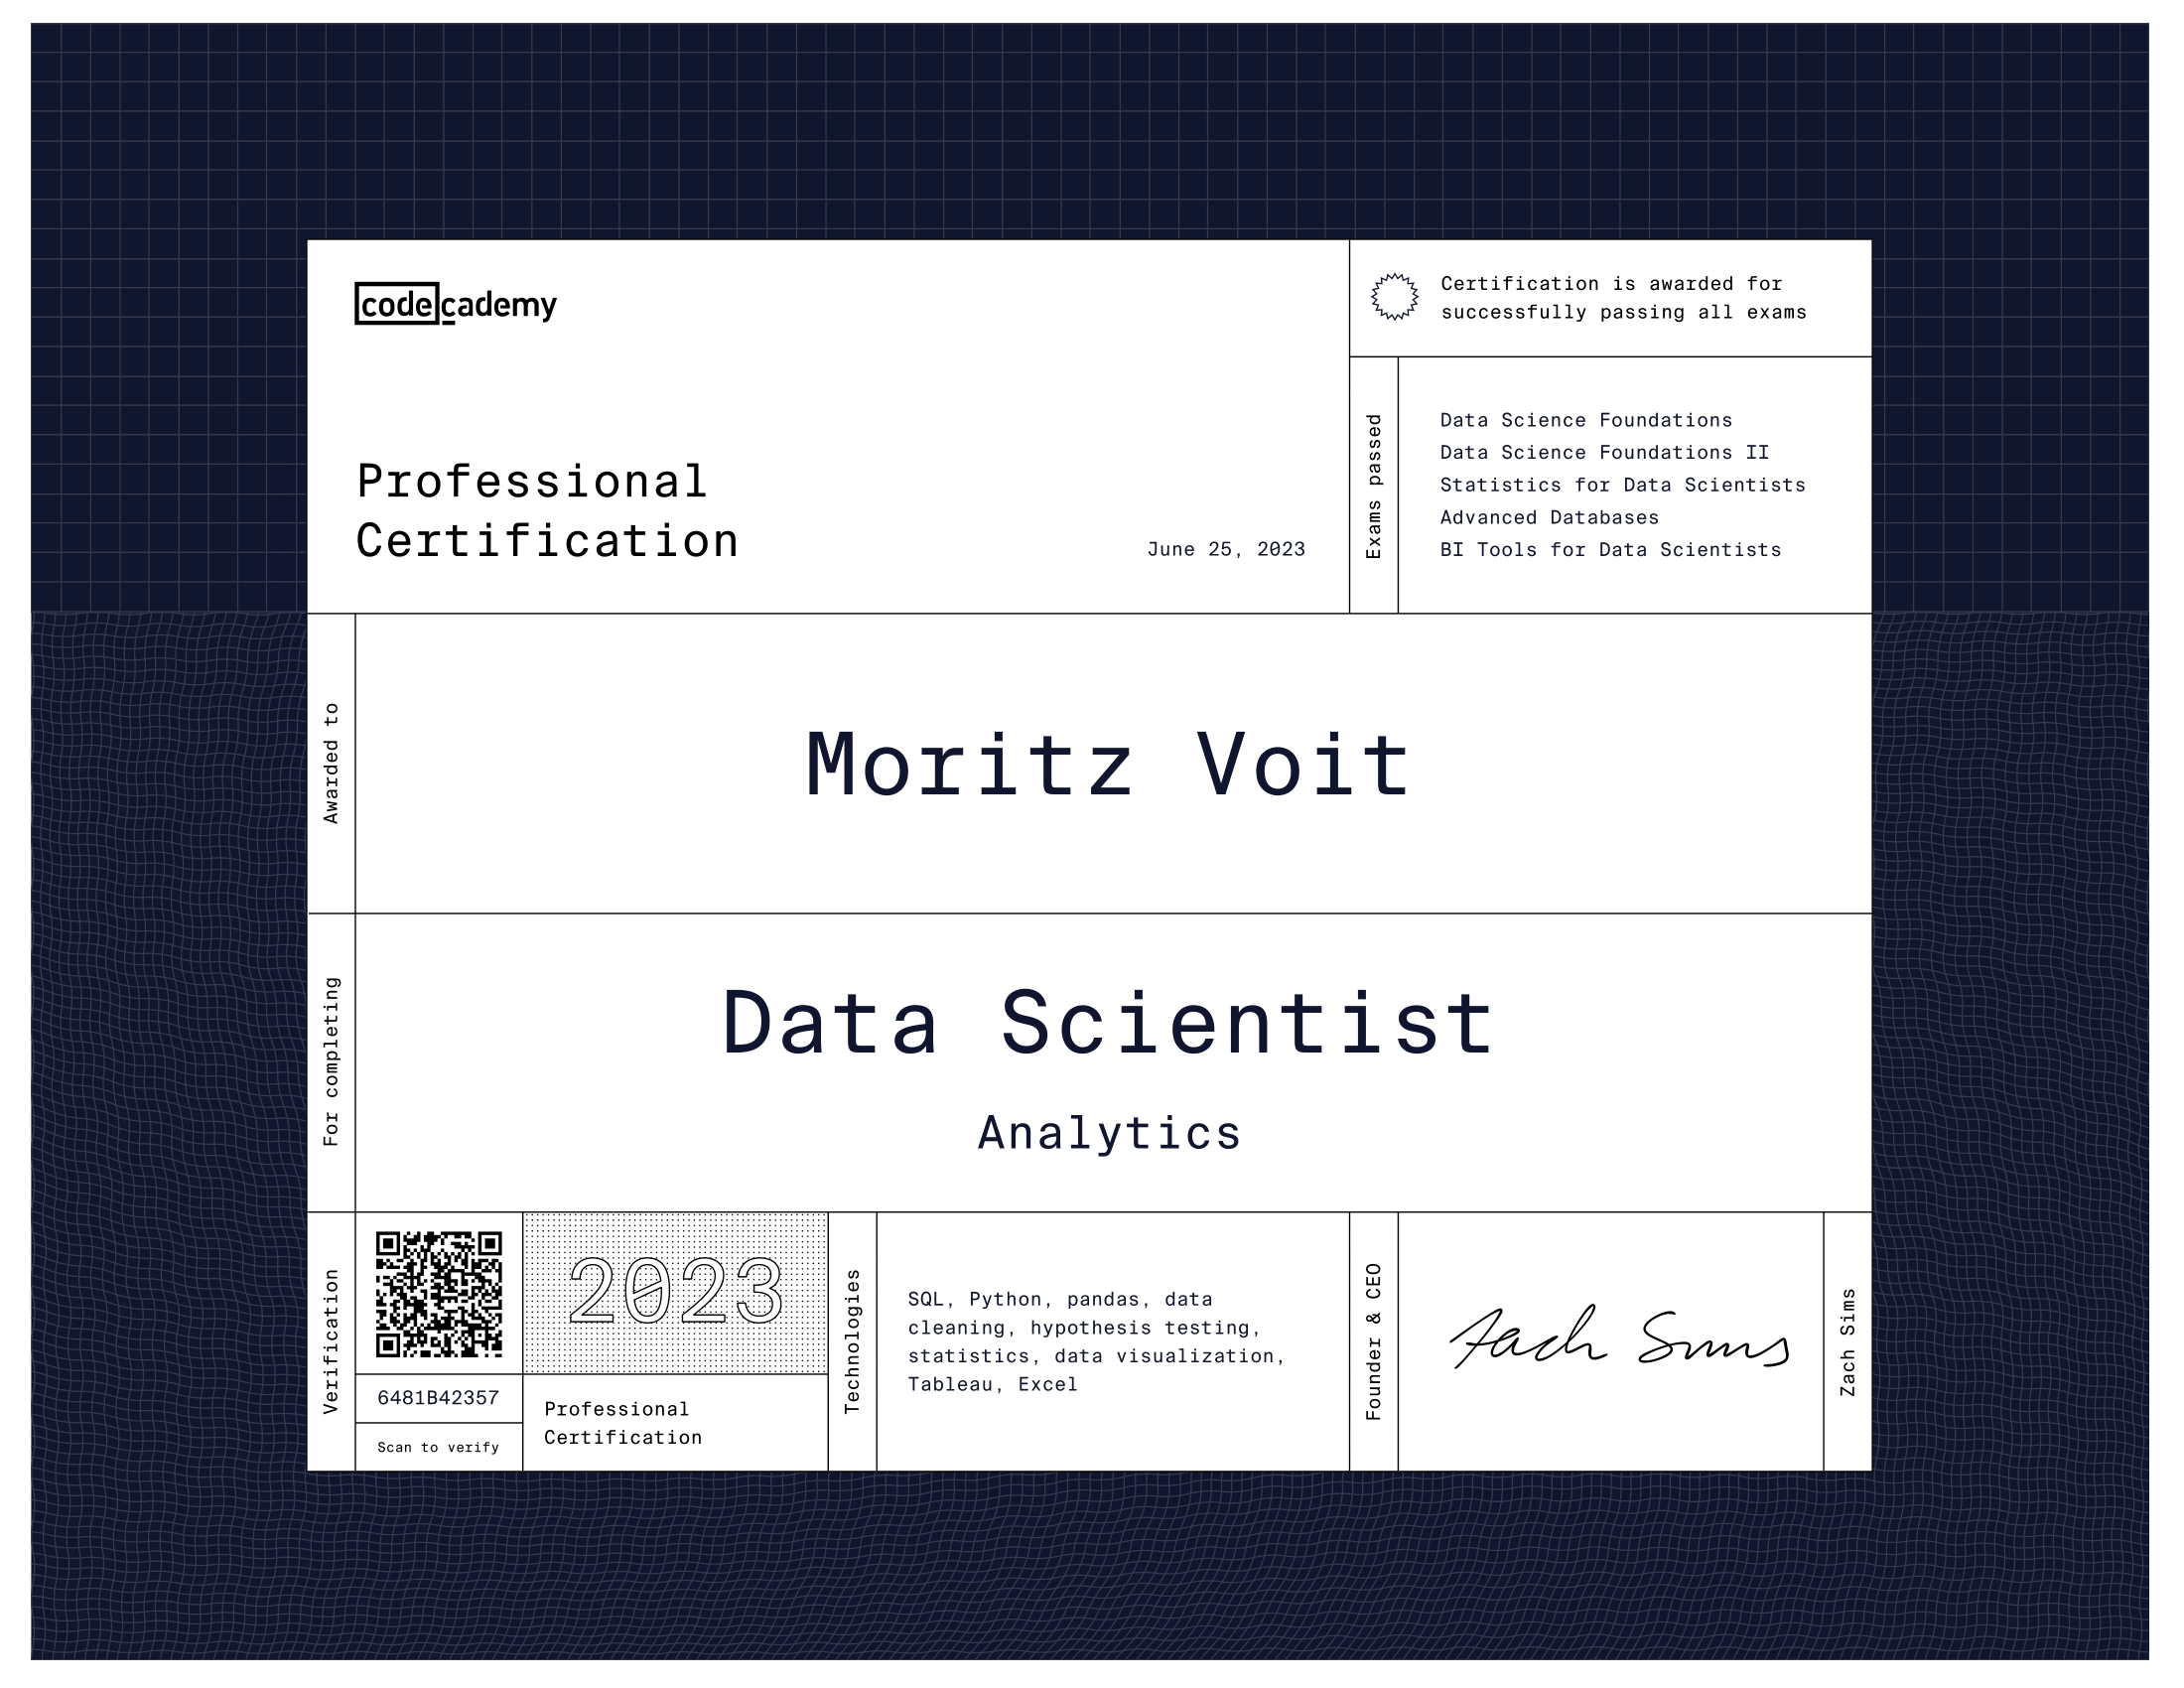 codecademy
Professional
Certification
June 25, 2023
Certification is awarded for
successfully passing all exams
Exams passed
Data Science Foundations
Data Science Foundations II
Statistics for Data Scientists
Advanced Databases
BI Tools for Data Scientists
Awarded to
Moritz Voit
For completing
Data Scientist
Analytics
Verification
6481B42357
Scan to verify
2023
Professional
Certification
Technologies
SQL, Python, pandas, data
cleaning, hypothesis testing,
statistics, data visualization,
Tableau, Excel
Founder & CEO
Zach Sims
Zach Sims